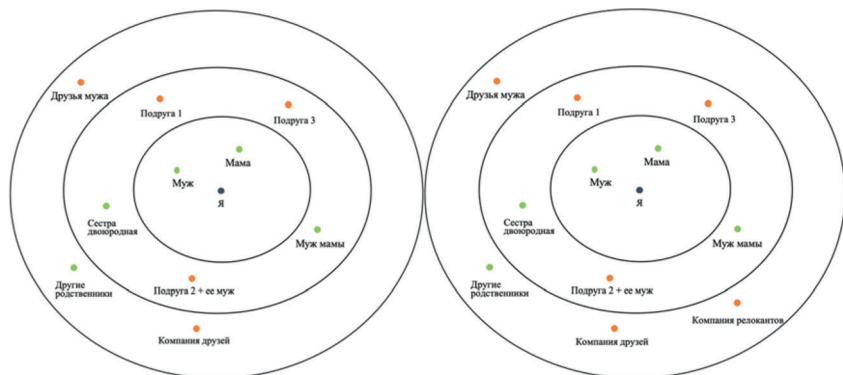 Друзья мужа
Подруга 1
Подруга 3
Мама
Муж
Я
Сестра
двоюродная
Муж мамы
Другие
родственники
Подруга 2 + ее муж
Компания друзей
Друзья мужа
Подруга 1
Подруга 3
Мама
Муж
Я
Сестра
двоюродная
Муж мамы
Другие
родственники
Подруга 2 + ее муж
Компания релокантов
Компания друзей